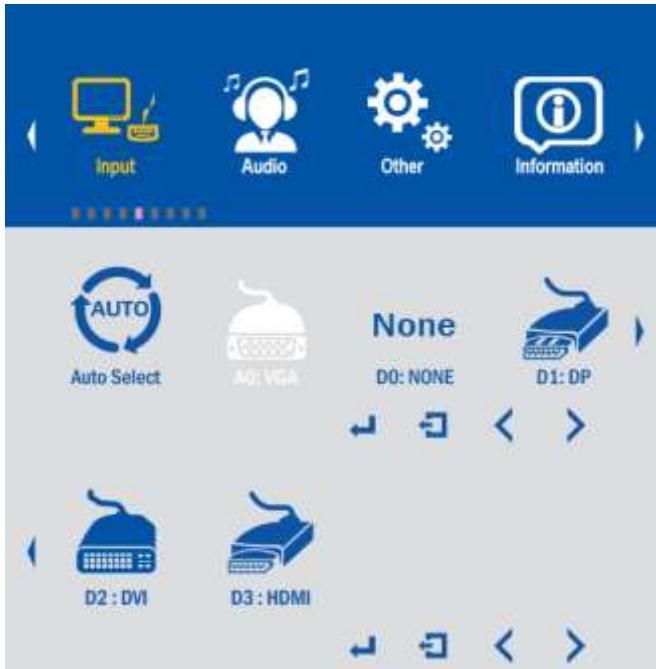 Input Audio Other Information
AUTO
None
Auto Select A0: VGA D0: NONE D1: DP
D2 : DVI D3 : HDMI